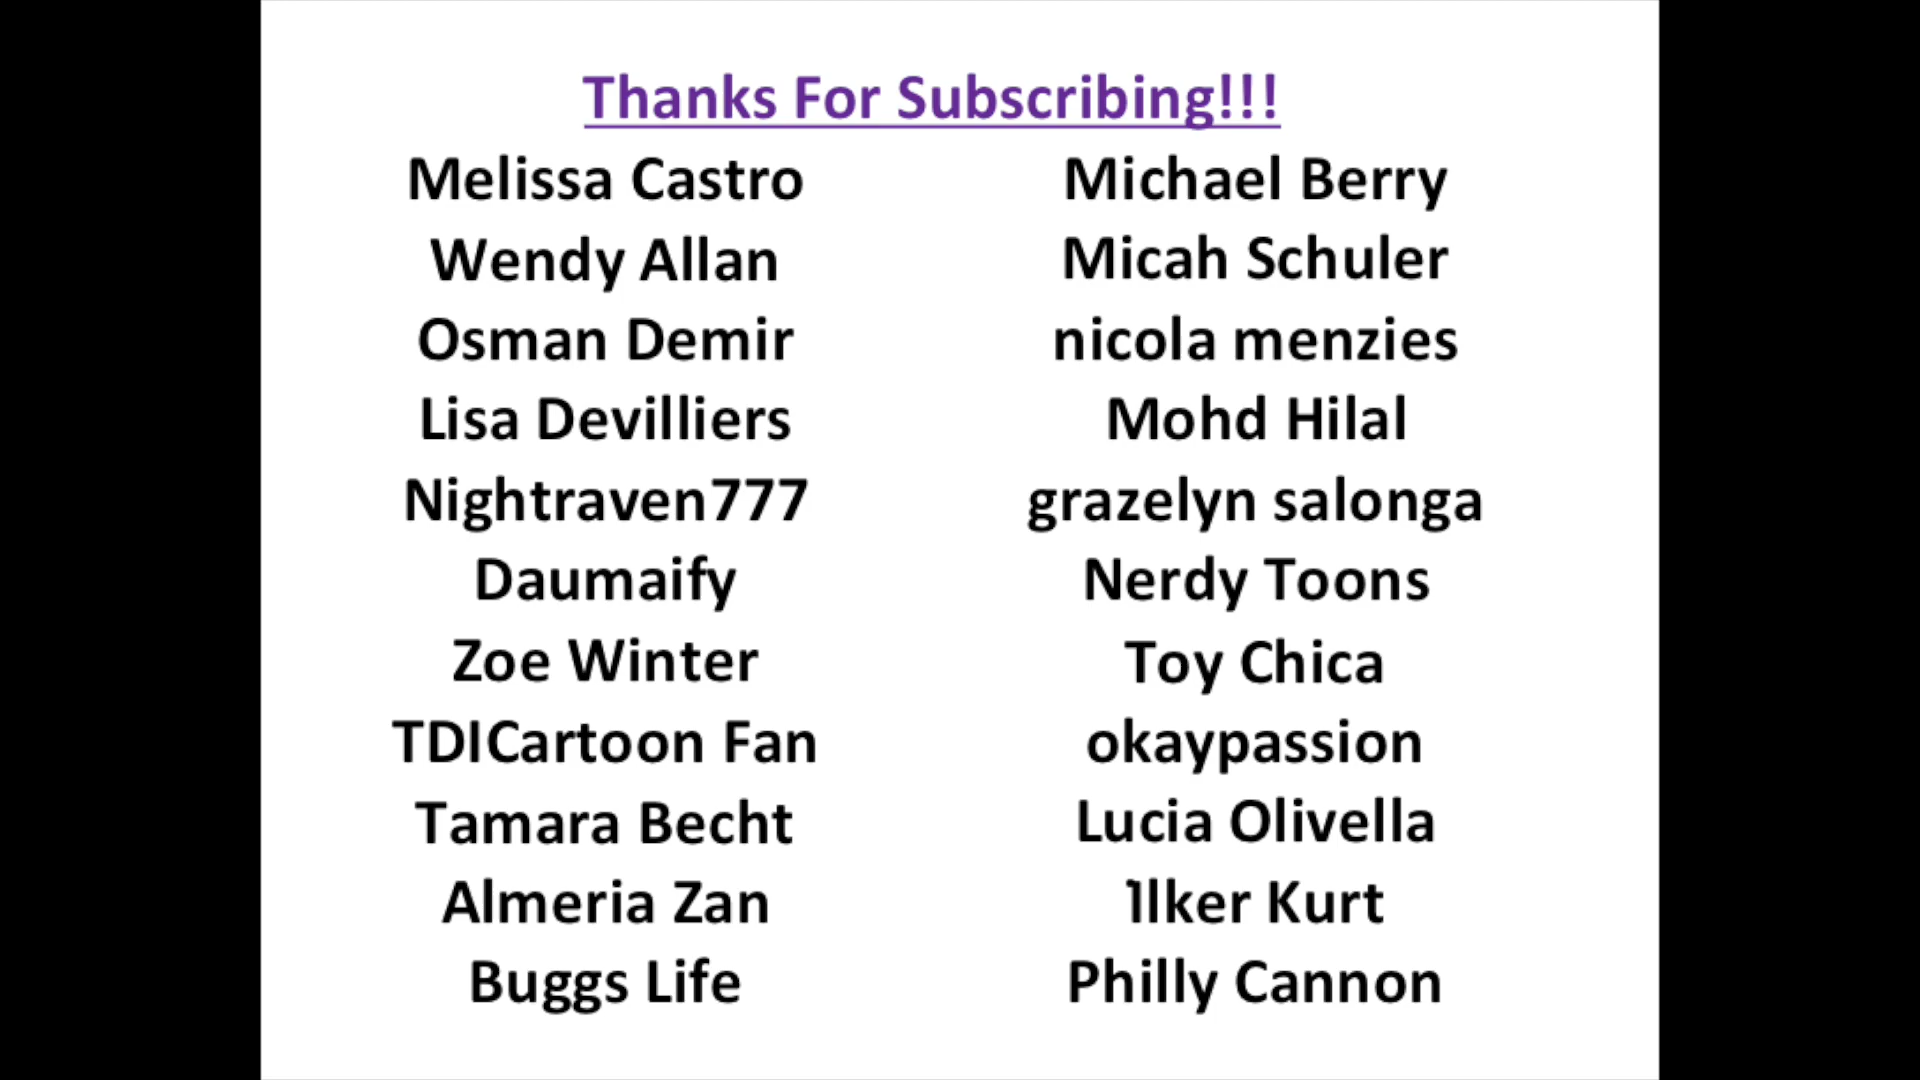 Thanks For Subscribing!!!
Melissa Castro
Wendy Allan
Osman Demir
Lisa Devilliers
Nightraven777
Daumaify
Zoe Winter
TDICartoon Fan
Tamara Becht
Almeria Zan
Buggs Life
Michael Berry
Micah Schuler
nicola menzies
Mohd Hilal
grazelyn salonga
Nerdy Toons
Toy Chica
okaypassion
Lucia Olivella
İlker Kurt
Philly Cannon